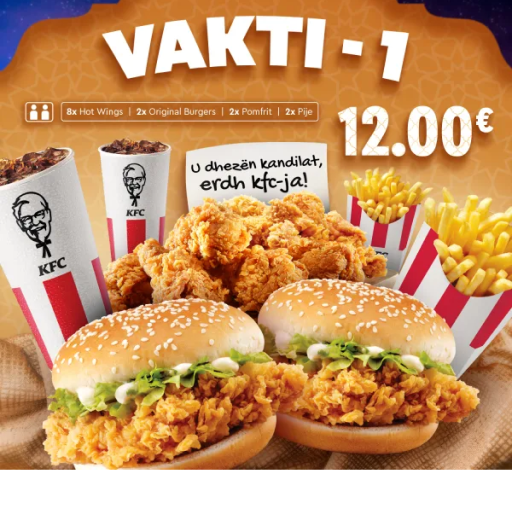 VAKTI - 1
8x Hot Wings | 2x Original Burgers | 2x Pomfrit | 2x Pije
12.00€
U dhezën kandilat,
erdh kfc-ja!
KFC
KFC